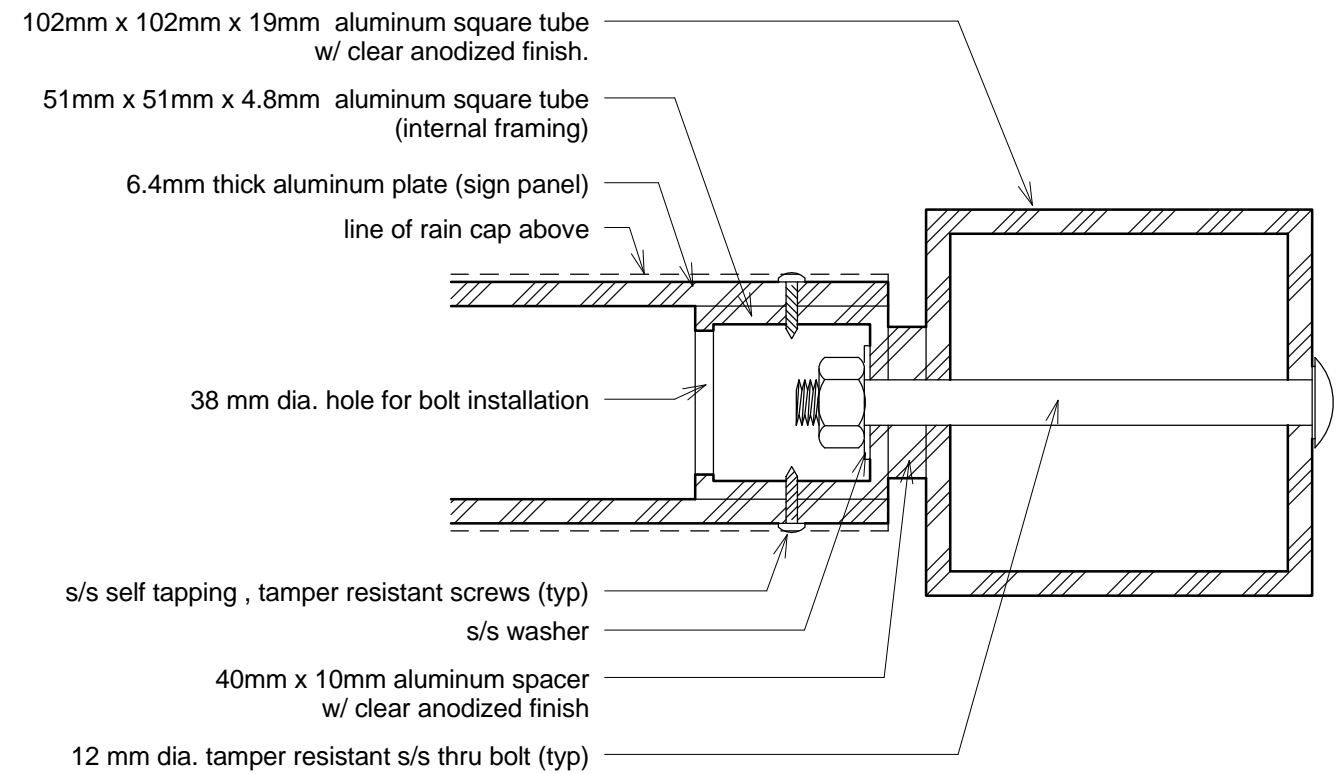 102mm x 102mm x 19mm  aluminum square tube
w/ clear anodized finish.
51mm x 51mm x 4.8mm  aluminum square tube
(internal framing)
6.4mm thick aluminum plate (sign panel)
line of rain cap above
38 mm dia. hole for bolt installation
s/s self tapping , tamper resistant screws (typ)
s/s washer
40mm x 10mm aluminum spacer
w/ clear anodized finish
12 mm dia. tamper resistant s/s thru bolt (typ)